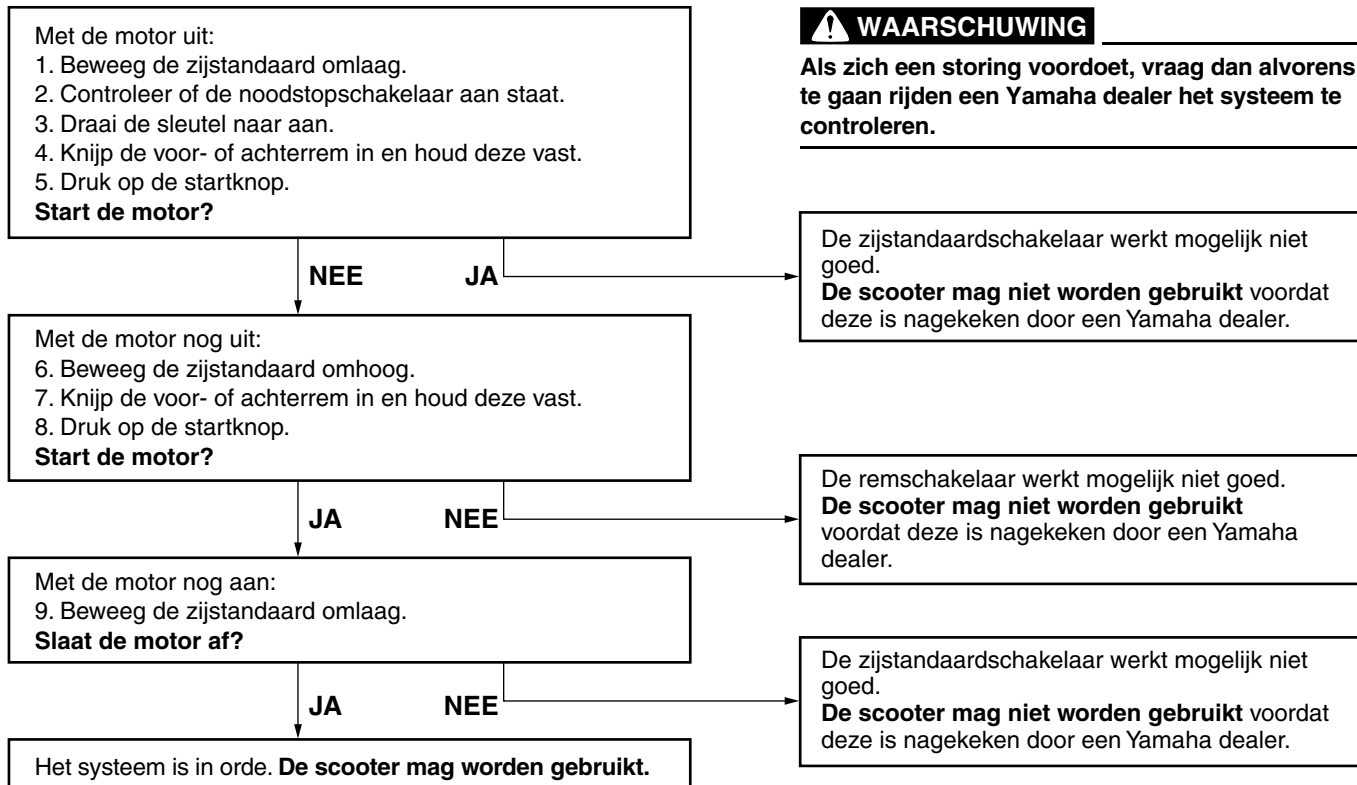 Met de motor uit:
1. Beweeg de zijstandaard omlaag.
2. Controleer of de noodstopschakelaar aan staat.
3. Draai de sleutel naar aan.
4. Knijp de voor- of achterrem in en houd deze vast.
5. Druk op de startknop.
Start de motor?
WAARSCHUWING
Als zich een storing voordoet, vraag dan alvorens
te gaan rijden een Yamaha dealer het systeem te
controleren.
NEE
JA
De zijstandaardschakelaar werkt mogelijk niet
goed.
De scooter mag niet worden gebruikt voordat
deze is nagekeken door een Yamaha dealer.
Met de motor nog uit:
6. Beweeg de zijstandaard omhoog.
7. Knijp de voor- of achterrem in en houd deze vast.
8. Druk op de startknop.
Start de motor?
JA
NEE
De remschakelaar werkt mogelijk niet goed.
De scooter mag niet worden gebruikt
voordat deze is nagekeken door een Yamaha
dealer.
Met de motor nog aan:
9. Beweeg de zijstandaard omlaag.
Slaat de motor af?
JA
NEE
De zijstandaardschakelaar werkt mogelijk niet
goed.
De scooter mag niet worden gebruikt voordat
deze is nagekeken door een Yamaha dealer.
Het systeem is in orde. De scooter mag worden gebruikt.